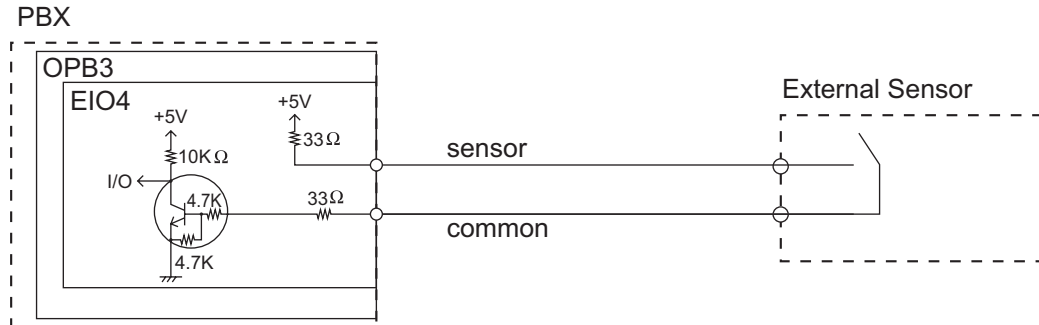 PBX
OPB3
EIO4
External Sensor
+5V
+5V
33Ω
10KΩ
sensor
I/O
4.7K
33Ω
common
4.7K